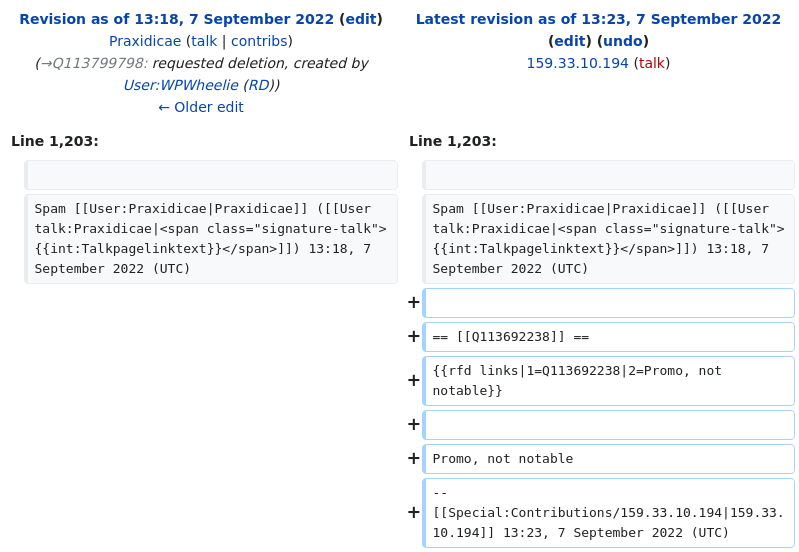 Revision as of 13:18, 7 September 2022 (edit)
Praxidicae (talk | contribs)
(→Q113799798: requested deletion, created by
User:WPWheelie (RD))
← Older edit
Latest revision as of 13:23, 7 September 2022
(edit) (undo)
159.33.10.194 (talk)
Line 1,203:
Line 1,203:
Spam [[User:Praxidicae|Praxidicae]] ([[User
talk:Praxidicae|<span class="signature-talk">
{{int:Talkpagelinktext}}</span>]]) 13:18, 7
September 2022 (UTC)
Spam [[User:Praxidicae|Praxidicae]] ([[User
talk:Praxidicae|<span class="signature-talk">
{{int:Talkpagelinktext}}</span>]]) 13:18, 7
September 2022 (UTC)
+
+ == [[Q113692238]] ==
+ {{rfd links|1=Q113692238|2=Promo, not
notable}}
+
+ Promo, not notable
+ --
[[Special:Contributions/159.33.10.194|159.33.
10.194]] 13:23, 7 September 2022 (UTC)